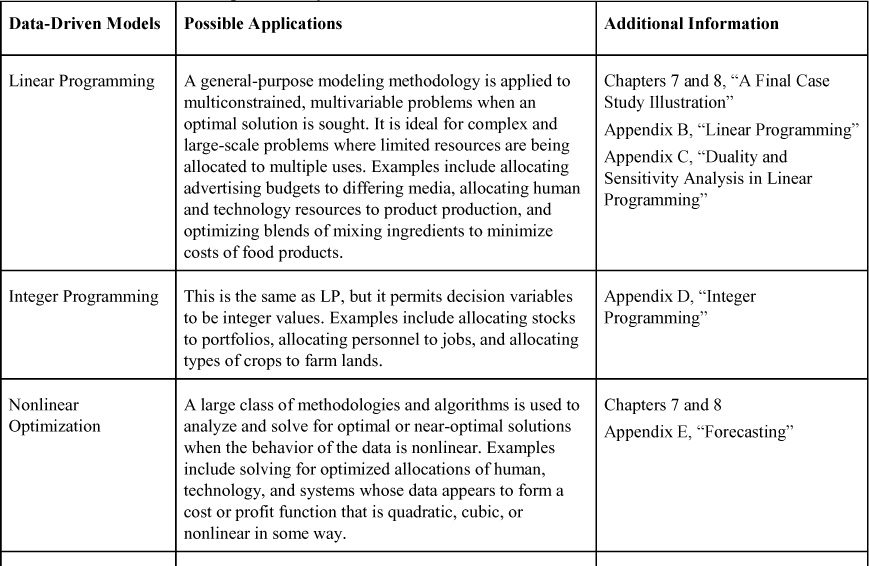 Data-Driven Models
Possible Applications
Additional Information
Linear Programming
A general-purpose modeling methodology is applied to
multiconstrained, multivariable problems when an
optimal solution is sought. It is ideal for complex and
large-scale problems where limited resources are being
allocated to multiple uses. Examples include allocating
advertising budgets to differing media, allocating human
and technology resources to product production, and
optimizing blends of mixing ingredients to minimize
costs of food products.
Chapters 7 and 8, “A Final Case
Study Illustration”
Appendix B, “Linear Programming”
Appendix C, “Duality and
Sensitivity Analysis in Linear
Programming”
Integer Programming
This is the same as LP, but it permits decision variables
to be integer values. Examples include allocating stocks
to portfolios, allocating personnel to jobs, and allocating
types of crops to farm lands.
Appendix D, “Integer
Programming”
Nonlinear
Optimization
A large class of methodologies and algorithms is used to
analyze and solve for optimal or near-optimal solutions
when the behavior of the data is nonlinear. Examples
include solving for optimized allocations of human,
technology, and systems whose data appears to form a
cost or profit function that is quadratic, cubic, or
nonlinear in some way.
Chapters 7 and 8
Appendix E, “Forecasting”